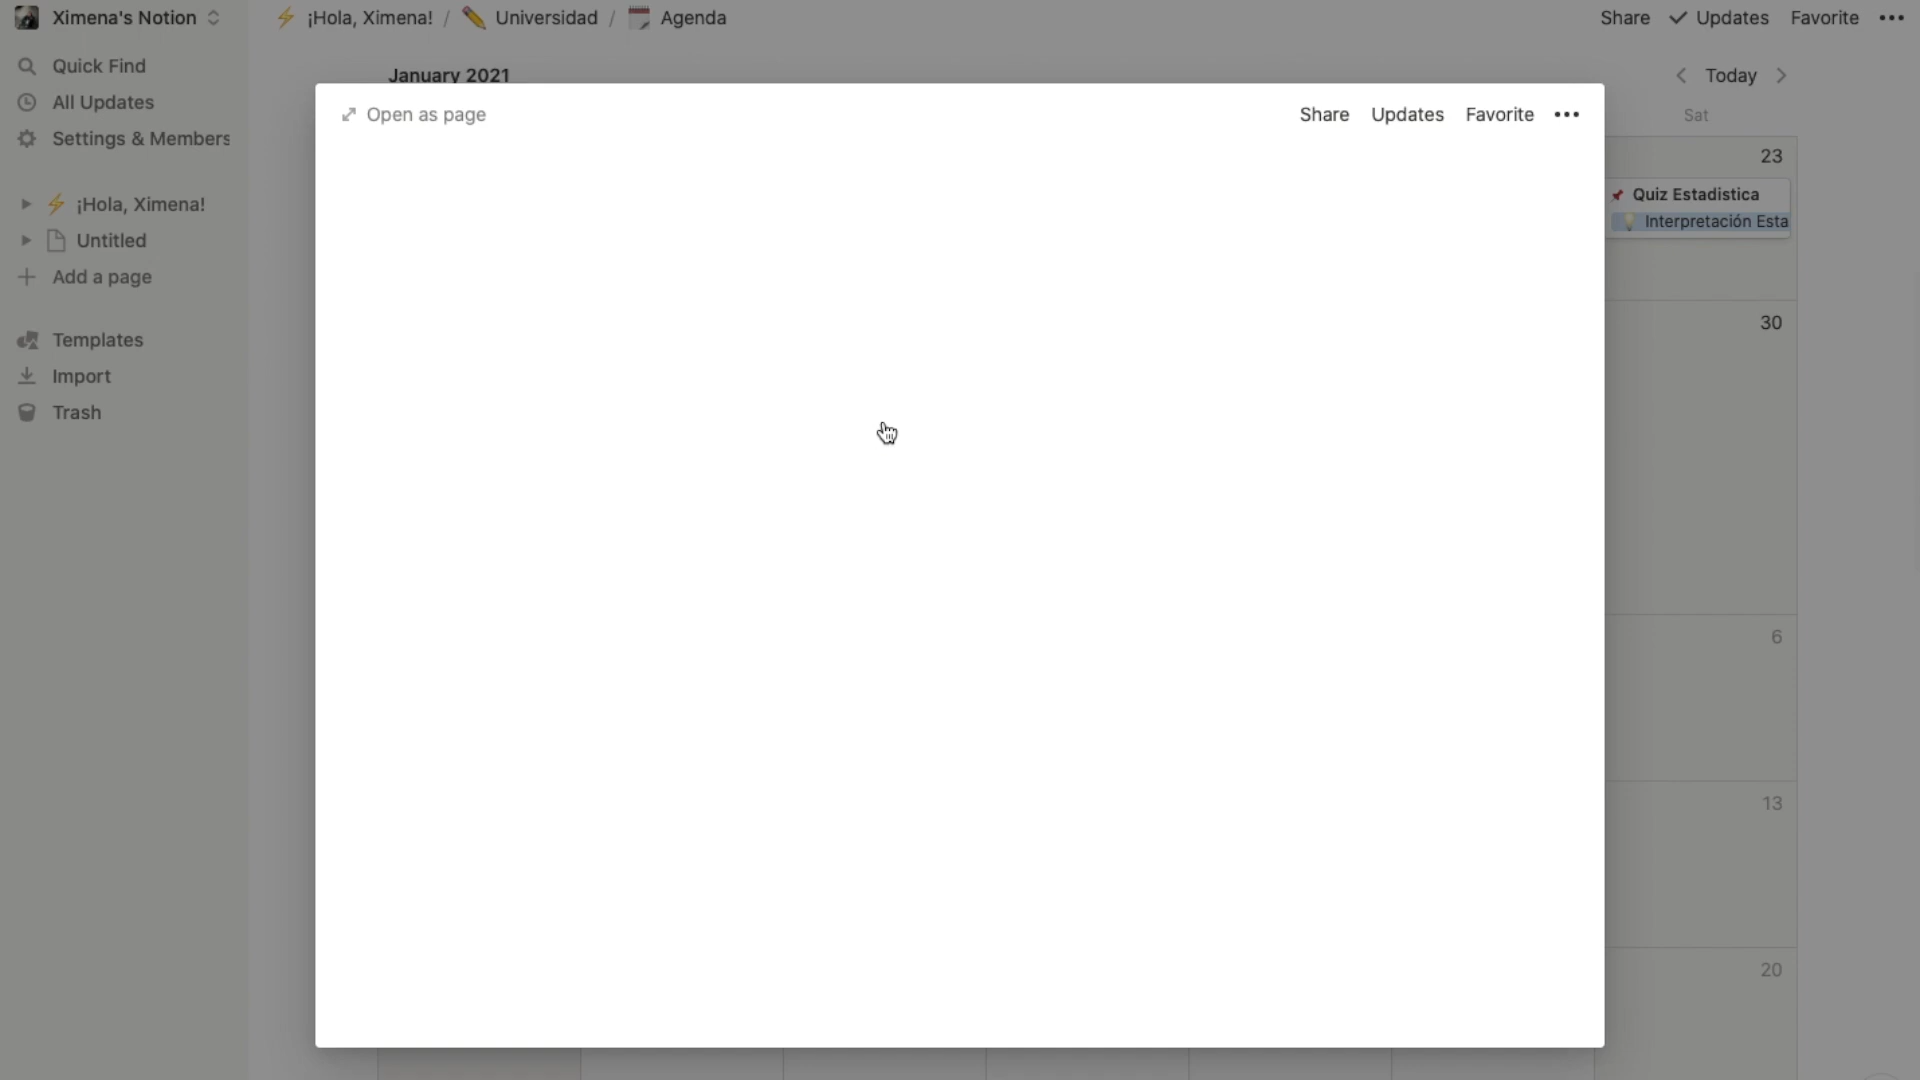 Ximena's Notion
¡Hola, Ximena! / Universidad / Agenda
Share Updates Favorite
Quick Find
All Updates
Settings & Members
¡Hola, Ximena!
Untitled
Add a page
Templates
Import
Trash
January 2021
Today
Sat
Open as page
Share Updates Favorite
23
Quiz Estadistica
Interpretación Esta
30
6
13
20